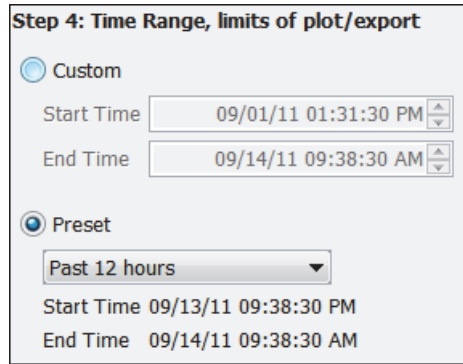 Step 4: Time Range, limits of plot/export
Custom
Start Time 09/01/11 01:31:30 PM
End Time 09/14/11 09:38:30 AM
Preset
Past 12 hours
Start Time 09/13/11 09:38:30 PM
End Time 09/14/11 09:38:30 AM